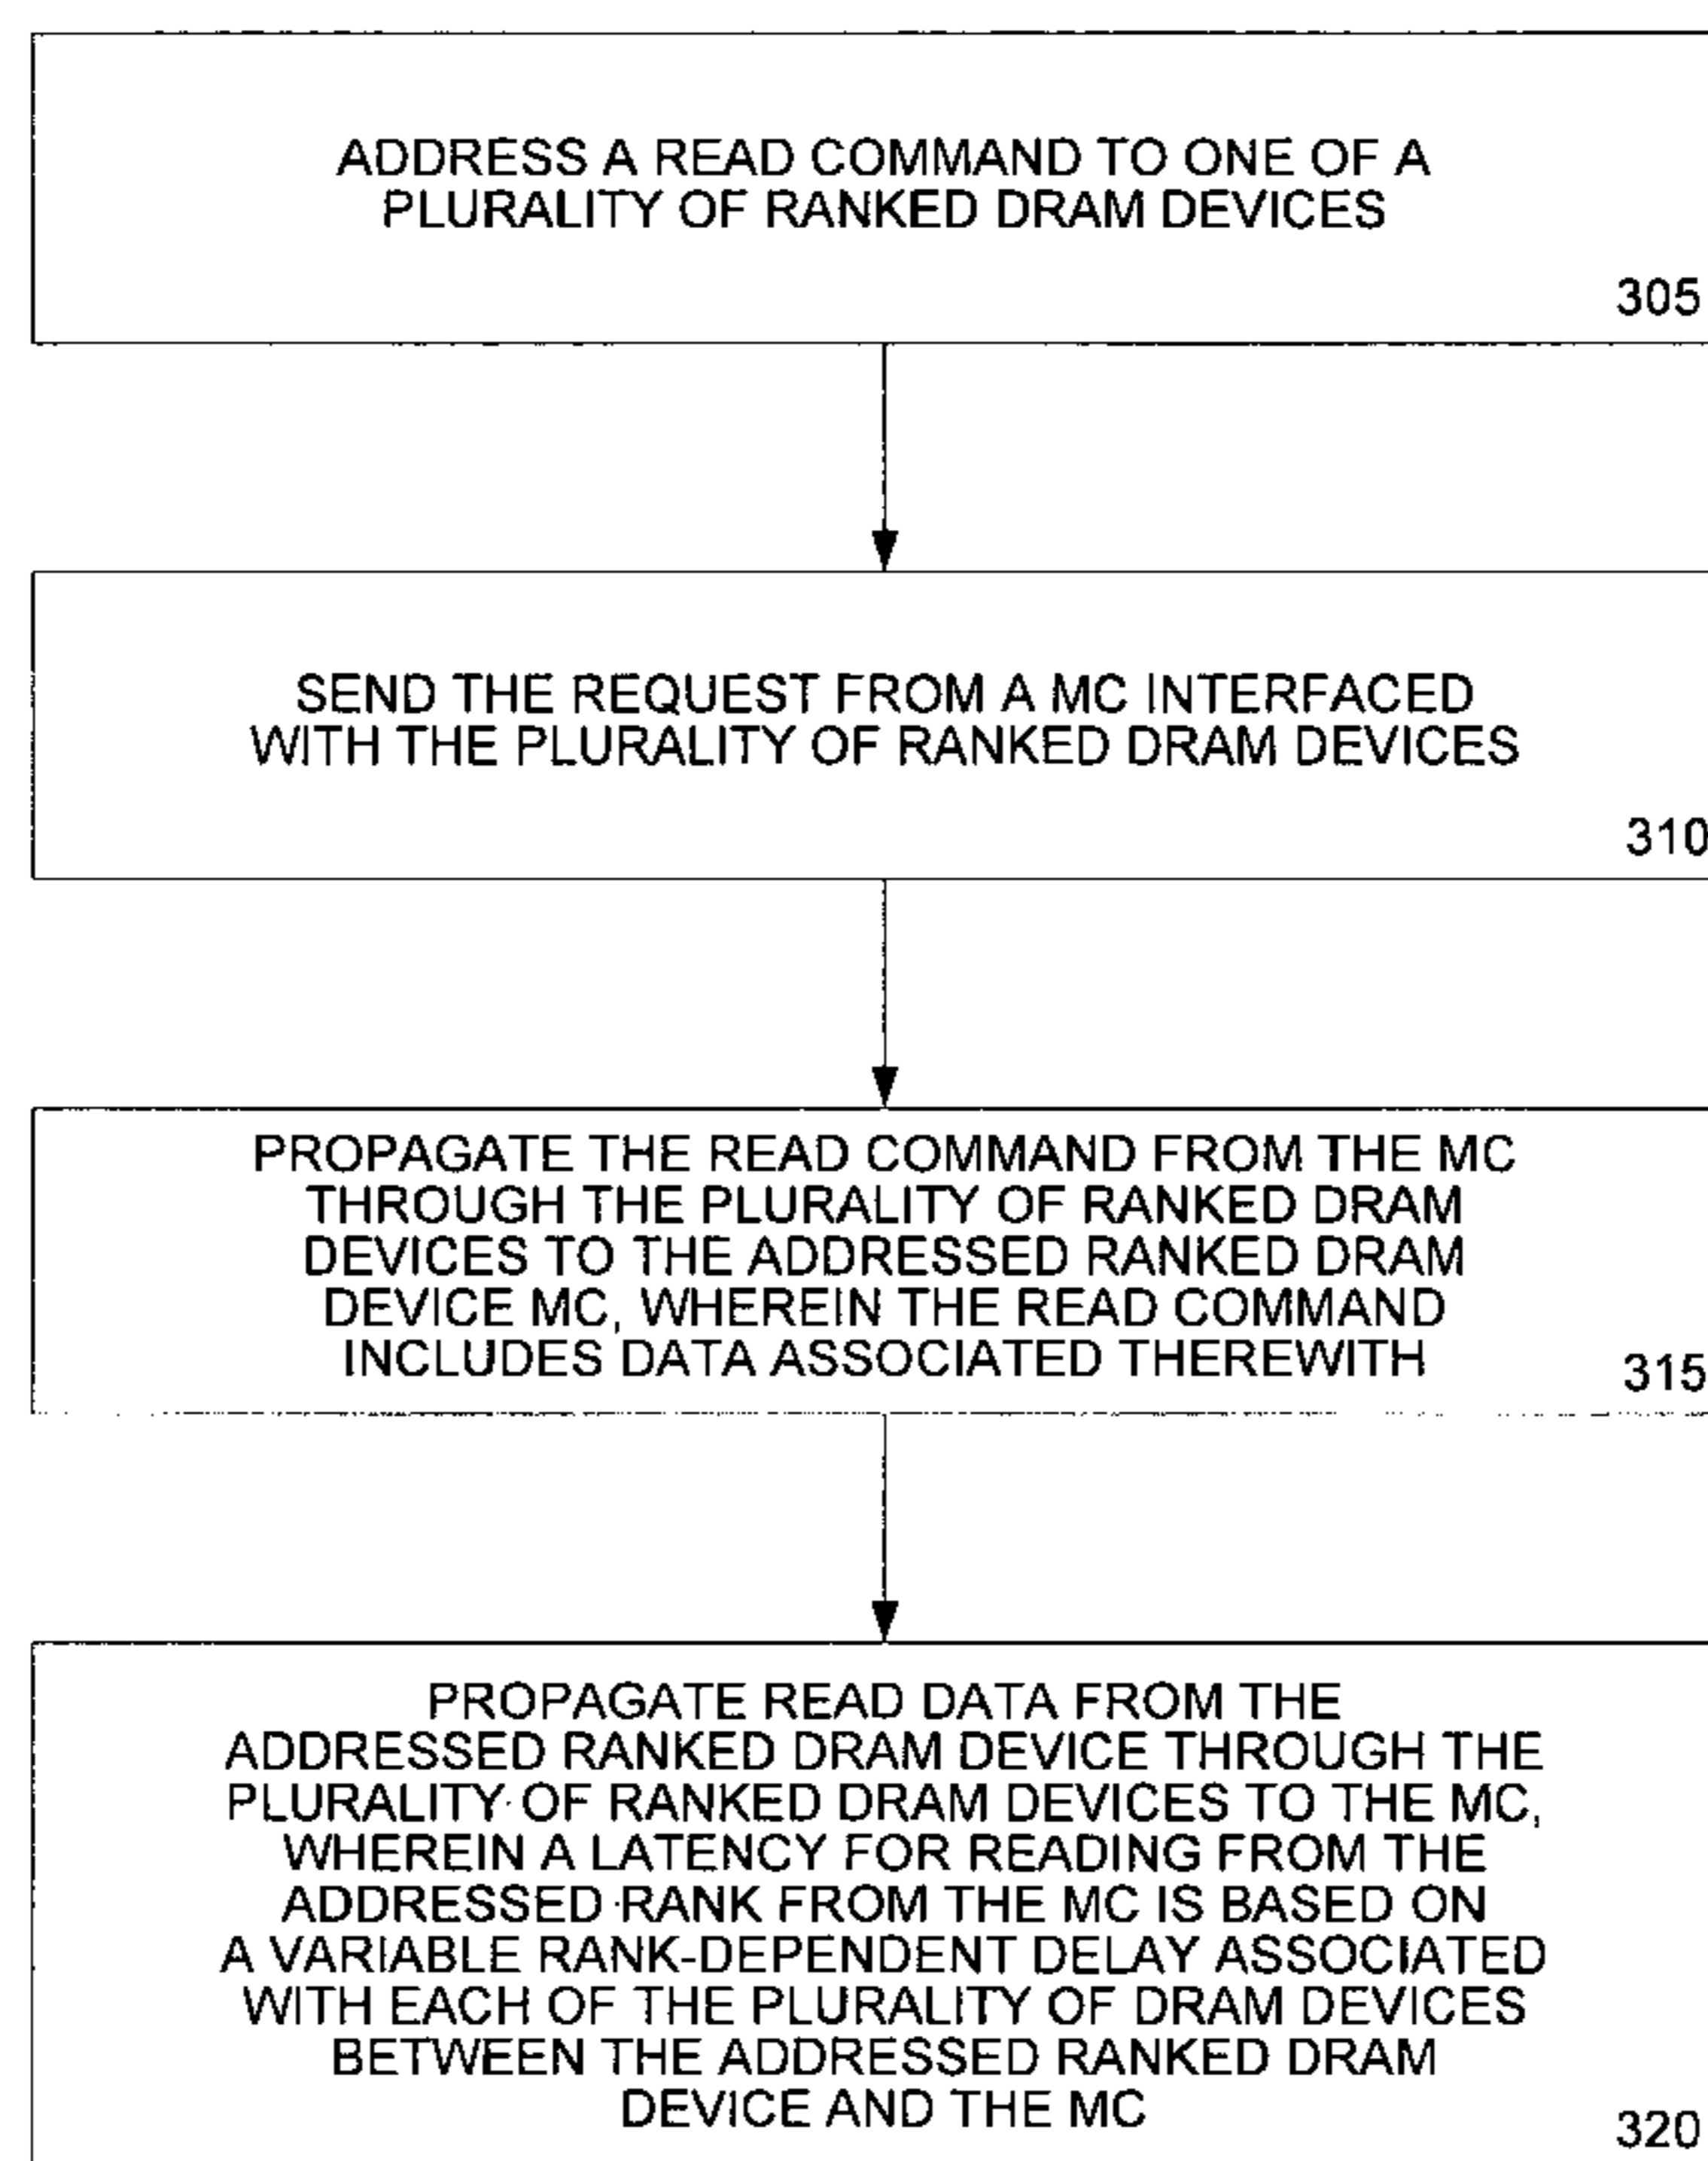 ADDRESS A READ COMMAND TO ONE OF A
PLURALITY OF RANKED DRAM DEVICES
305
SEND THE REQUEST FROM A MC INTERFACED
WITH THE PLURALITY OF RANKED DRAM DEVICES
310
PROPAGATE THE READ COMMAND FROM THE MC
THROUGH THE PLURALITY OF RANKED DRAM
DEVICES TO THE ADDRESSED RANKED DRAM
DEVICE MC, WHEREIN THE READ COMMAND
INCLUDES DATA ASSOCIATED THEREWITH
315
PROPAGATE READ DATA FROM THE
ADDRESSED RANKED DRAM DEVICE THROUGH THE
PLURALITY OF RANKED DRAM DEVICES TO THE MC,
WHEREIN A LATENCY FOR READING FROM THE
ADDRESSED RANK FROM THE MC IS BASED ON
A VARIABLE RANK-DEPENDENT DELAY ASSOCIATED
WITH EACH OF THE PLURALITY OF DRAM DEVICES
BETWEEN THE ADDRESSED RANKED DRAM
DEVICE AND THE MC
320